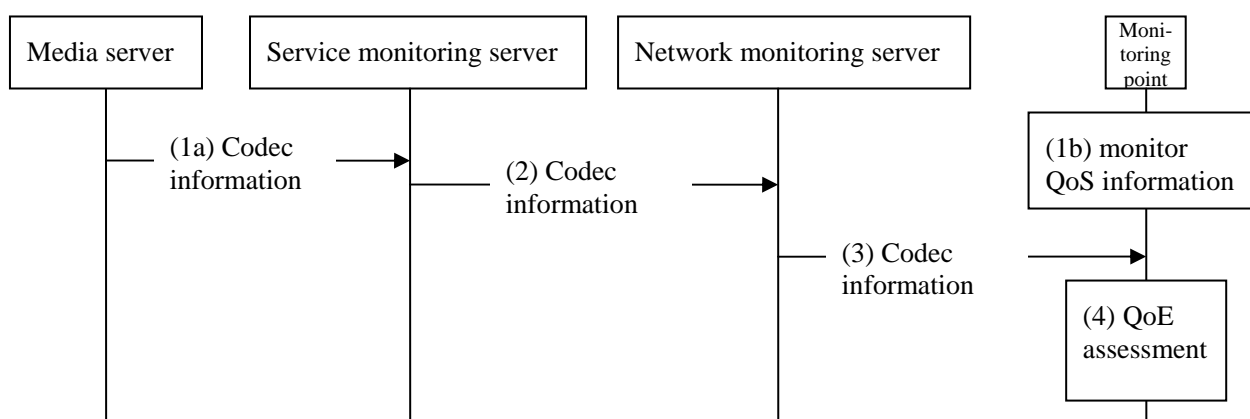 Media server
Service monitoring server
Network monitoring server
Moni-
toring
point
(1a) Codec
information
(1b) monitor
QoS information
(2) Codec
information
(3) Codec
information
(4) QoE
assessment